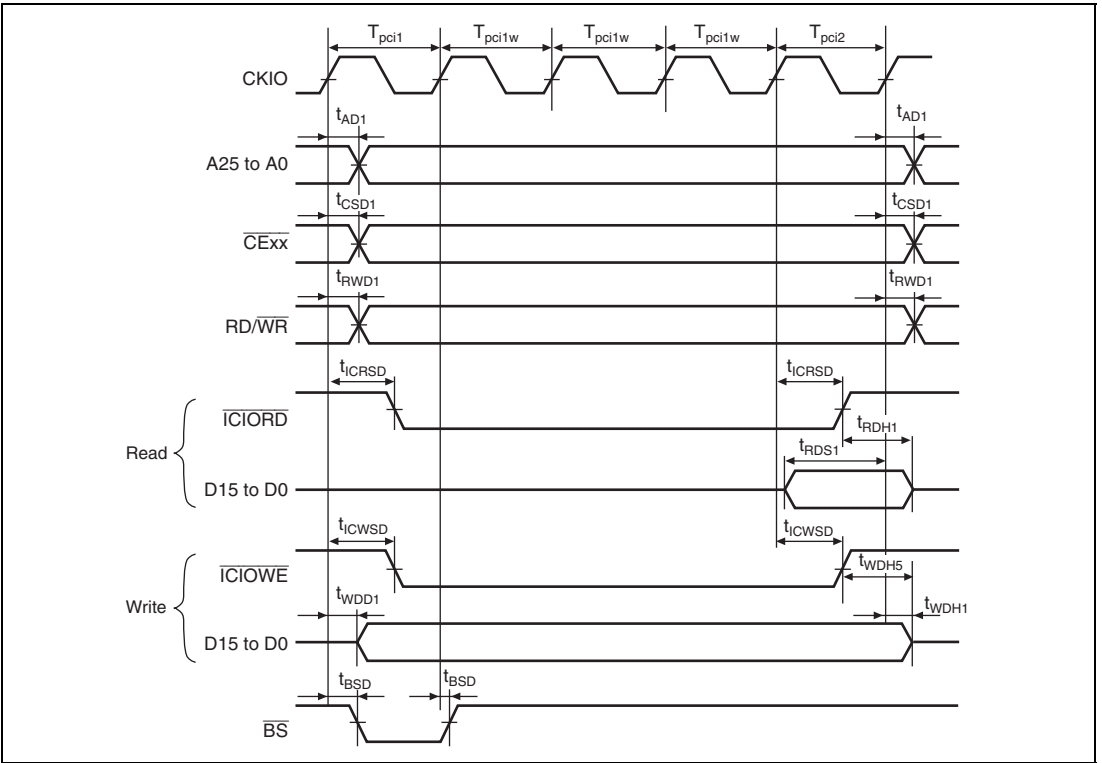 Tpci1 Tpci1w Tpci1w Tpci1w Tpci2
CKIO
tAD1 tAD1
A25 to A0
tCSD1 tCSD1
CExx
tRWD1 tRWD1
RD/WR
tICRSD tICRSD
ICIORD
tRDH1
Read
tRDS1
D15 to D0
tICWSD tICWSD
ICIOWE
tWDH5
Write
tWDD1 tWDH1
D15 to D0
tBSD tBSD
BS